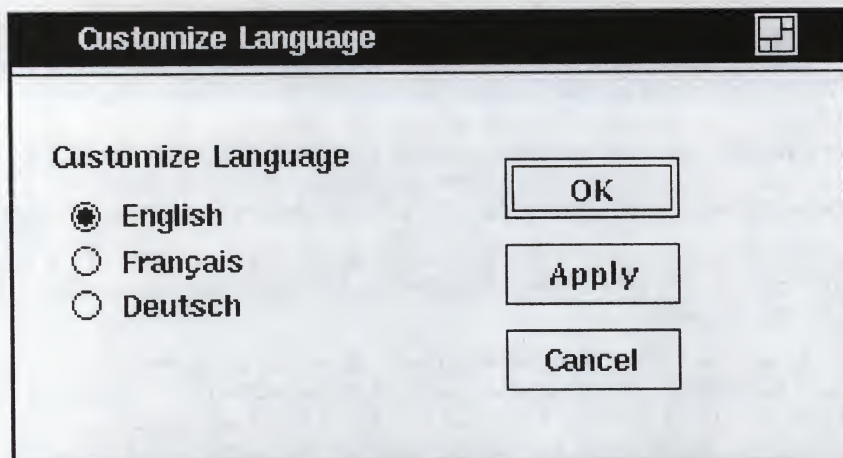 Customize Language
Customize Language
English
Français
Deutsch
OK
Apply
Cancel